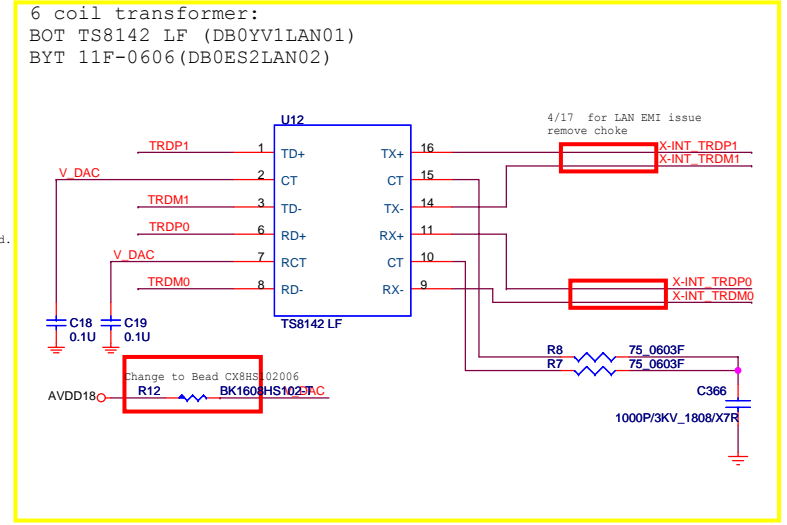 6 coil transformer:
BOT TS8142 LF (DB0YV1LAN01)
BYT 11F-0606(DB0ES2LAN02)
4/17 for LAN EMI issue
remove choke
U12
TRDP1 1 TD+ TX+ 16 X-INT_TRDP1
X-INT_TRDM1
V_DAC 2 CT CT 15
TRDM1 3 TD- TX- 14
TRDP0 6 RD+ RX+ 11
d.
V_DAC 7 RCT CT 10
TRDM0 8 RD- RX- 9 X-INT_TRDP0
X-INT_TRDM0
TS8142 LF
C18 C19
0.1U 0.1U
R8 75_0603F
R7 75_0603F
Change to Bead CX8HS102006
AVDD18 R12 BK1608HS102-T V_DAC
C366
1000P/3KV_1808/X7R